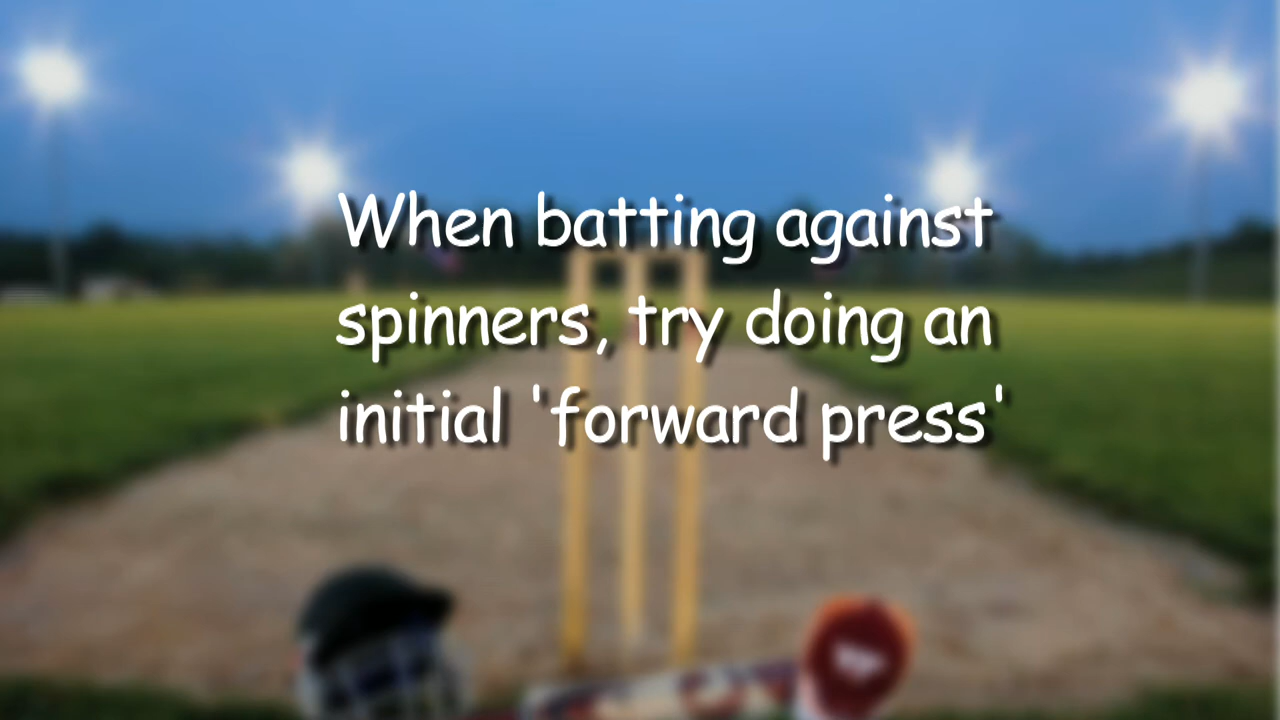 When batting against
spinners, try doing an
initial 'forward press'